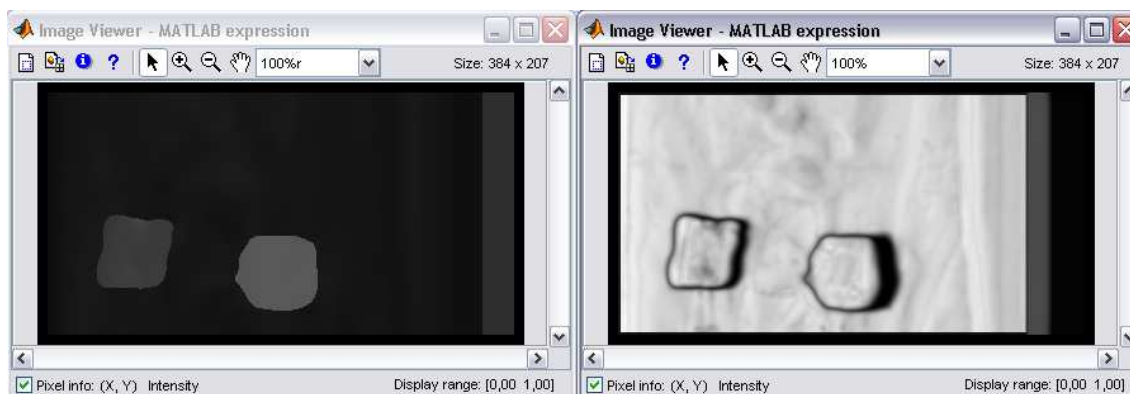 Image Viewer - MATLAB expression
100%r
Size: 384 x 207
Pixel info: (X, Y) Intensity
Display range: [0,00 1,00]
Image Viewer - MATLAB expression
100%
Size: 384 x 207
Pixel info: (X, Y) Intensity
Display range: [0,00 1,00]